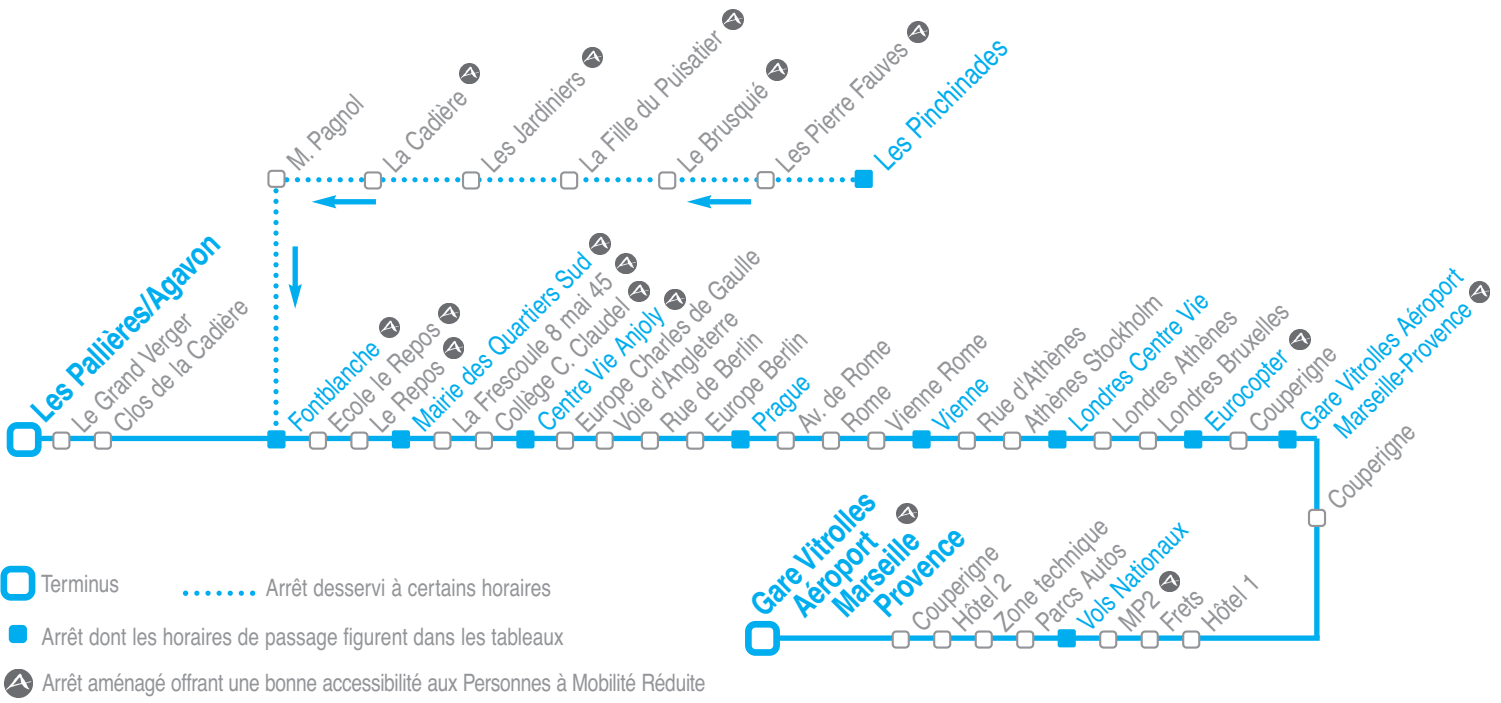 M. Pagnol
La Cadière
Les Jardiniers
La Fille du Puisatier
Le Brusquié
Les Pierre Fauves
Les Pinchinades
Les Pallières/Agavon
Le Grand Verger
Clos de la Cadière
Fontblanche
Ecole le Repos
Le Repos
Mairie des Quartiers Sud
La Frescoule 8 mai 45
Collège C. Claudel
Centre Vie Anjoly
Europe Charles de Gaulle
Voie d'Angleterre
Rue de Berlin
Europe Berlin
Prague
Av. de Rome
Rome
Vienne Rome
Vienne
Rue d'Athènes
Athènes Stockholm
Londres Centre Vie
Londres Athènes
Londres Bruxelles
Eurocopter
Couperigne
Gare Vitrolles Aéroport
Marseille-Provence
Couperigne
Gare Vitrolles
Aéroport
Marseille
Provence
Couperigne
Hôtel 2
Zone technique
Parcs Autos
Vols Nationaux
MP2
Frets
Hôtel 1
Terminus
Arrêt desservi à certains horaires
Arrêt dont les horaires de passage figurent dans les tableaux
Arrêt aménagé offrant une bonne accessibilité aux Personnes à Mobilité Réduite